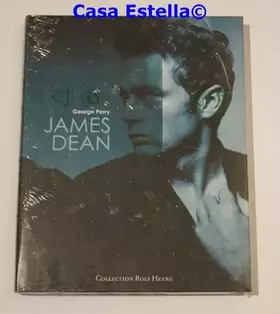 Casa Estella©
George Perry
JAMES
DEAN
COLLECTION ROLF HEYNE